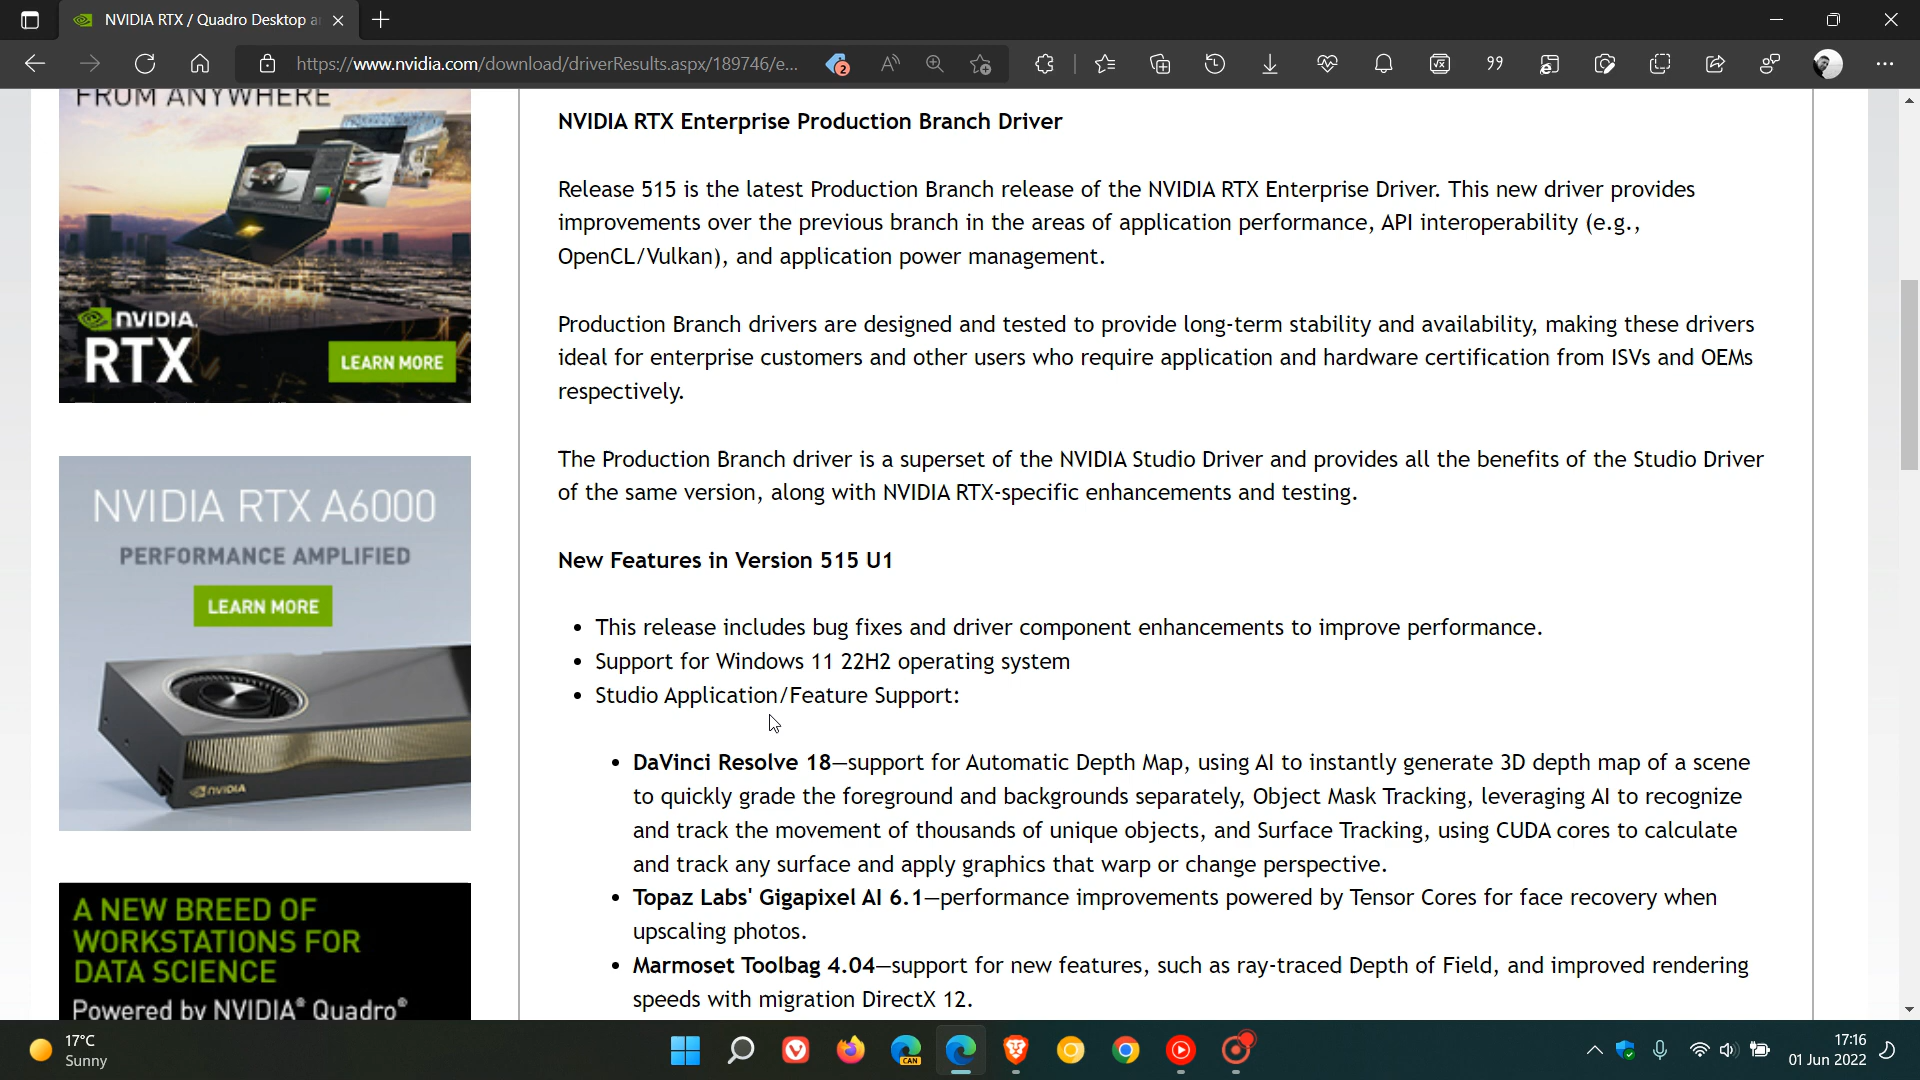 NVIDIA RTX / Quadro Desktop a
https://www.nvidia.com/download/driverResults.aspx/189746/e...
2
FROM ANYWHERE
NVIDIA
RTX
LEARN MORE
NVIDIA RTX A6000
PERFORMANCE AMPLIFIED
LEARN MORE
NVIDIA
A NEW BREED OF
WORKSTATIONS FOR
DATA SCIENCE
Powered by NVIDIA® Quadro®
NVIDIA RTX Enterprise Production Branch Driver
Release 515 is the latest Production Branch release of the NVIDIA RTX Enterprise Driver. This new driver provides
improvements over the previous branch in the areas of application performance, API interoperability (e.g.,
OpenCL/Vulkan), and application power management.
Production Branch drivers are designed and tested to provide long-term stability and availability, making these drivers
ideal for enterprise customers and other users who require application and hardware certification from ISVs and OEMs
respectively.
The Production Branch driver is a superset of the NVIDIA Studio Driver and provides all the benefits of the Studio Driver
of the same version, along with NVIDIA RTX-specific enhancements and testing.
New Features in Version 515 U1
• This release includes bug fixes and driver component enhancements to improve performance.
• Support for Windows 11 22H2 operating system
• Studio Application/Feature Support:
• DaVinci Resolve 18—support for Automatic Depth Map, using AI to instantly generate 3D depth map of a scene
to quickly grade the foreground and backgrounds separately, Object Mask Tracking, leveraging AI to recognize
and track the movement of thousands of unique objects, and Surface Tracking, using CUDA cores to calculate
and track any surface and apply graphics that warp or change perspective.
• Topaz Labs' Gigapixel AI 6.1—performance improvements powered by Tensor Cores for face recovery when
upscaling photos.
• Marmoset Toolbag 4.04—support for new features, such as ray-traced Depth of Field, and improved rendering
speeds with migration DirectX 12.
17°C
Sunny
CAN
17:16
01 Jun 2022